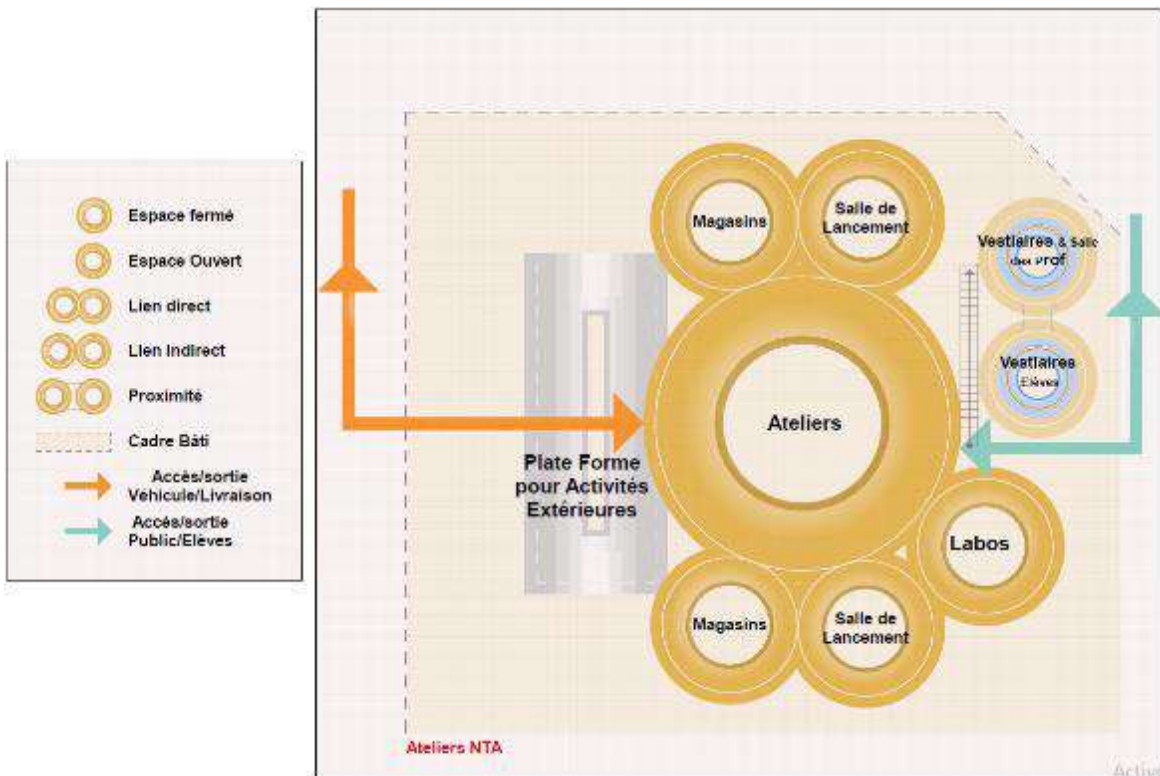 Espace fermé
Espace Ouvert
Lien direct
Lien Indirect
Proximité
Cadre Bâti
Accès/sortie
Véhicule/Livraison
Accés/sortie
Public/Elèves
Magasins
Salle de
Lancement
Vestiaires & Salle
des Prof
Vestiaires
Elèves
Ateliers
Plate Forme
pour Activités
Extérieures
Labos
Magasins
Salle de
Lancement
Ateliers NTA